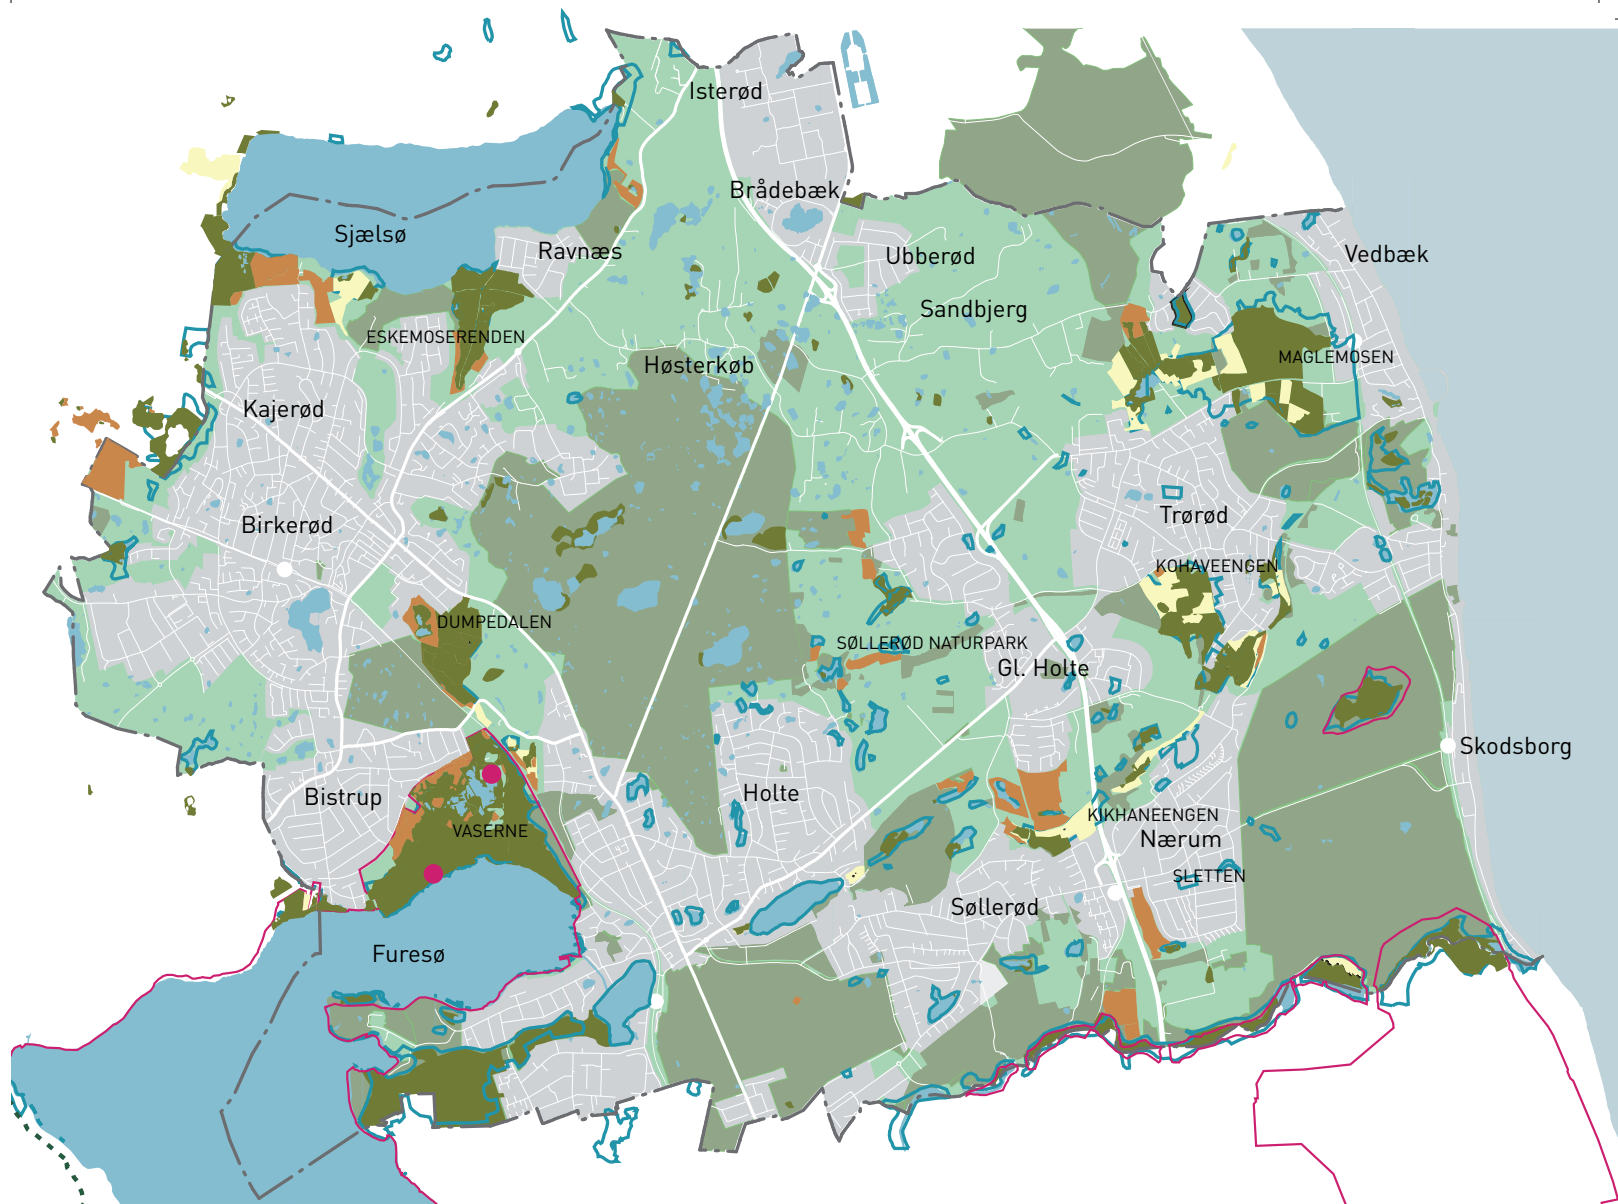 Isterød
Brådebæk
Sjælsø
Ravnæs
Ubberød
Vedbæk
Sandbjerg
ESKEMOSERENDEN
MAGLEMOSEN
Høsterkøb
Kajerød
Birkerød
Trørød
KOHAVEENGEN
DUMPEDALEN
SØLLERØD NATURPARK
Gl. Holte
Skodsborg
Bistrup
Holte
KIKHANEENGEN
VASERNE
Nærum
SLETTEN
Søllerød
Furesø